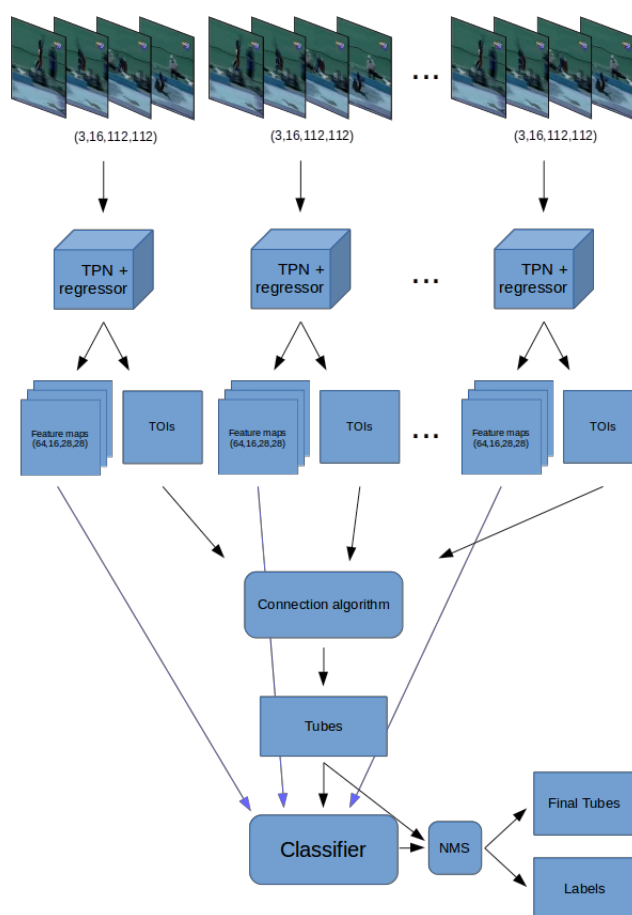 ...
(3,16,112,112)
(3,16,112,112)
(3,16,112,112)
TPN +
regressor
TPN +
regressor
...
TPN +
regressor
Feature maps
(64,16,28,28)
TOIs
Feature maps
(64,16,28,28)
TOIs
...
Feature maps
(64,16,28,28)
TOIs
Connection algorithm
Tubes
Final Tubes
Classifier
NMS
Labels